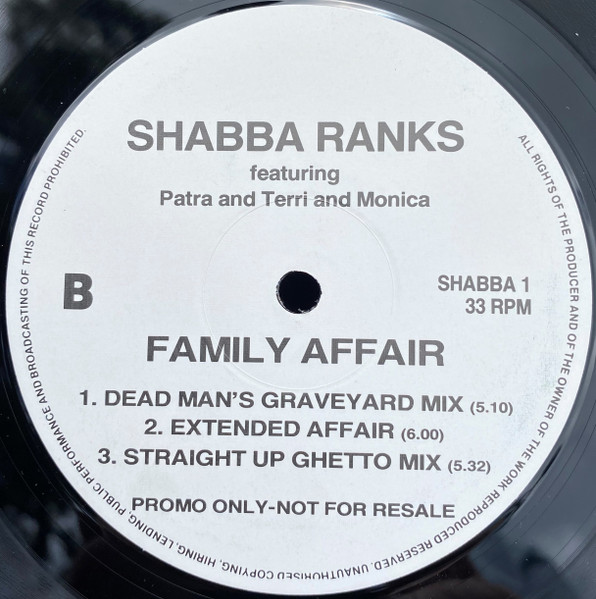 SHABBA RANKS
featuring
Patra and Terri and Monica
B
SHABBA 1
33 RPM
FAMILY AFFAIR
1. DEAD MAN'S GRAVEYARD MIX (5.10)
2. EXTENDED AFFAIR (6.00)
3. STRAIGHT UP GHETTO MIX (5.32)
PROMO ONLY-NOT FOR RESALE
ALL RIGHTS OF THE PRODUCER AND OF THE OWNER OF THE WORK REPRODUCED RESERVED. UNAUTHORISED COPYING, HIRING, LENDING, PUBLIC PERFORMANCE AND BROADCASTING OF THIS RECORD PROHIBITED.